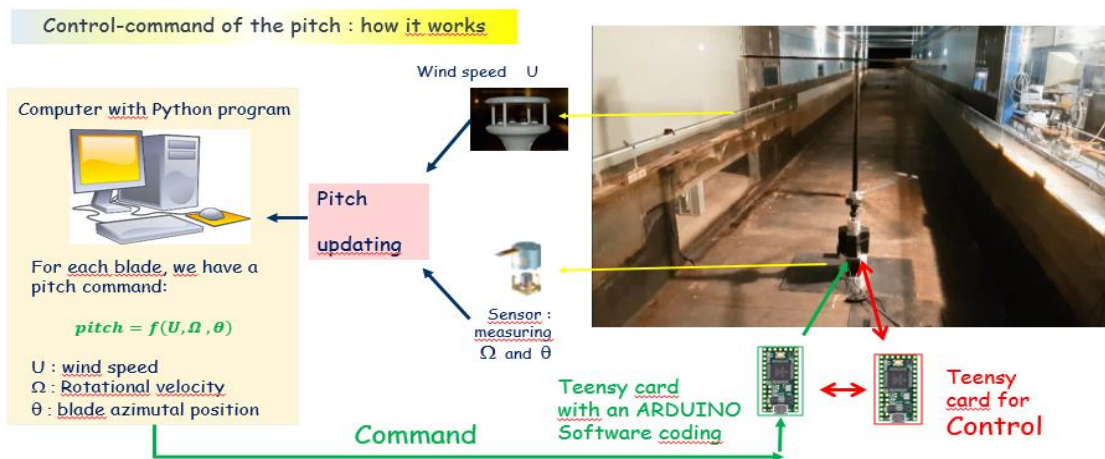 Control-command of the pitch : how it works
Wind speed U
Computer with Python program
Pitch
updating
For each blade, we have a
pitch command:
pitch = f(U, Ω , θ)
U : wind speed
Ω : Rotational velocity
θ : blade azimutal position
Sensor :
measuring
Ω and θ
Teensy card
with an ARDUINO
Software coding
Teensy
card for
Control
Command